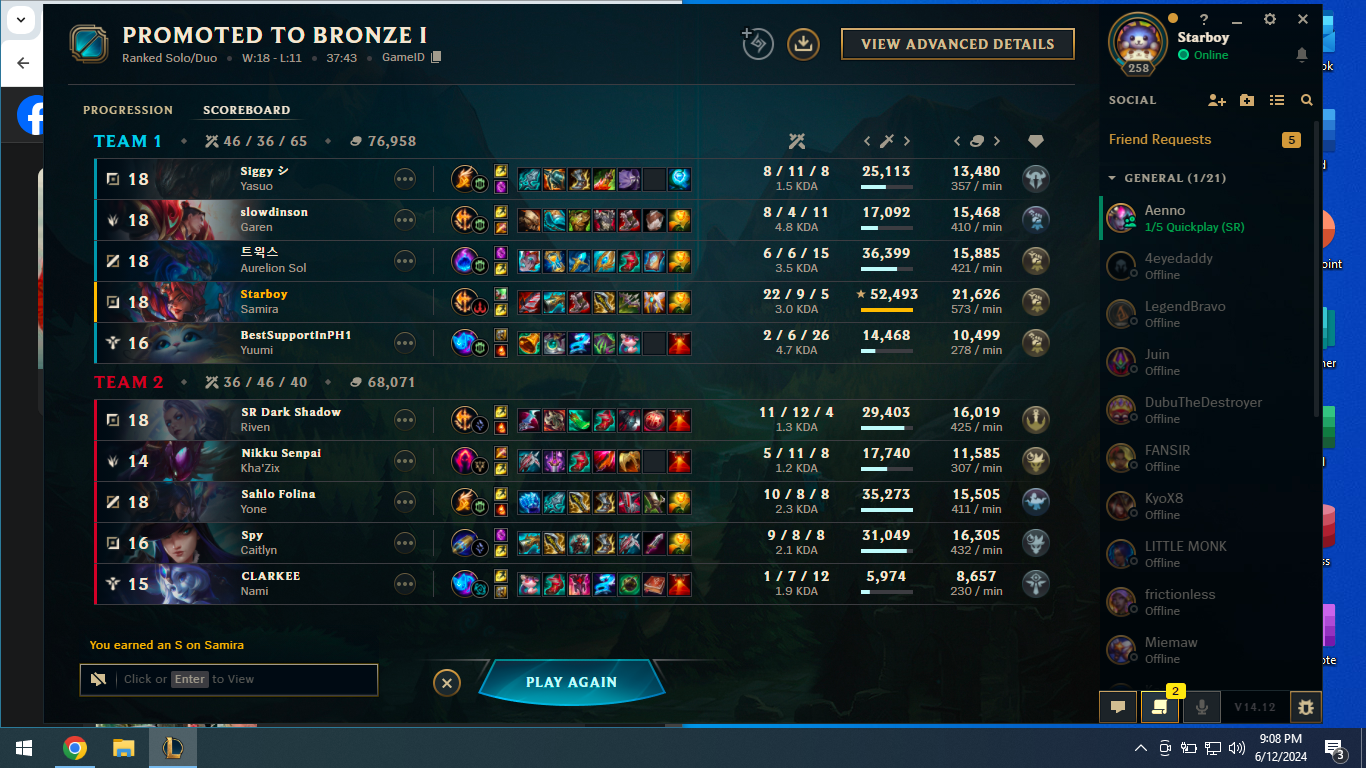 PROMOTED TO BRONZE I
Ranked Solo/Duo • W:18 - L:11 • 37:43 • GameID
VIEW ADVANCED DETAILS
Starboy
Online
258
PROGRESSION SCOREBOARD
SOCIAL
TEAM 1 46 / 36 / 65 76,958
Friend Requests 5
GENERAL (1/21)
18 Siggy シ 8 / 11 / 8 25,113 13,480
Yasuo 1.5 KDA 357 / min
18 slowdinson 8 / 4 / 11 17,092 15,468
Garen 4.8 KDA 410 / min
18 트윅스 6 / 6 / 15 36,399 15,885
Aurelion Sol 3.5 KDA 421 / min
18 Starboy 22 / 9 / 5 52,493 21,626
Samira 3.0 KDA 573 / min
16 BestSupportInPH1 2 / 6 / 26 14,468 10,499
Yuumi 4.7 KDA 278 / min
TEAM 2 36 / 46 / 40 68,071
18 SR Dark Shadow 11 / 12 / 4 29,403 16,019
Riven 1.3 KDA 425 / min
14 Nikku Senpai 5 / 11 / 8 17,740 11,585
Kha'Zix 1.2 KDA 307 / min
18 Sahlo Folina 10 / 8 / 8 35,273 15,505
Yone 2.3 KDA 411 / min
16 Spy 9 / 8 / 8 31,049 16,305
Caitlyn 2.1 KDA 432 / min
15 CLARKEE 1 / 7 / 12 5,974 8,657
Nami 1.9 KDA 230 / min
Aenno
1/5 Quickplay (SR)
4eyedaddy
Offline
LegendBravo
Offline
Juin
Offline
DubuTheDestroyer
Offline
FANSIR
Offline
KyoX8
Offline
LITTLE MONK
Offline
frictionless
Offline
Miemaw
Offline
You earned an S on Samira
Click or Enter to View
PLAY AGAIN
2
V14.12
9:08 PM
6/12/2024
3